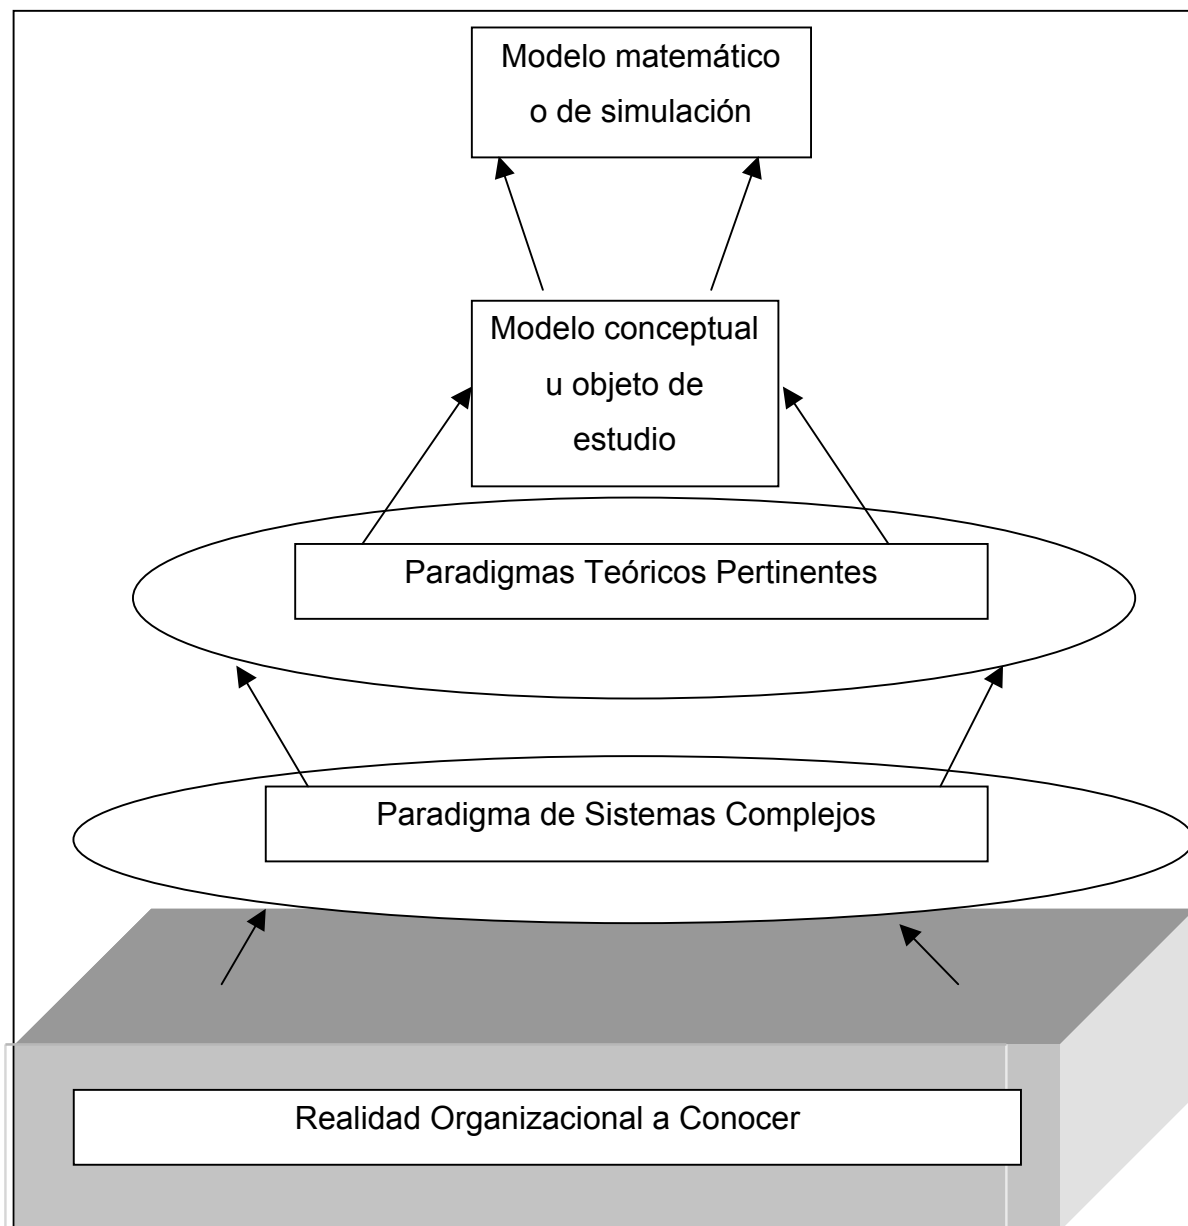 Modelo matemático
o de simulación
Modelo conceptual
u objeto de
estudio
Paradigmas Teóricos Pertinentes
Paradigma de Sistemas Complejos
Realidad Organizacional a Conocer